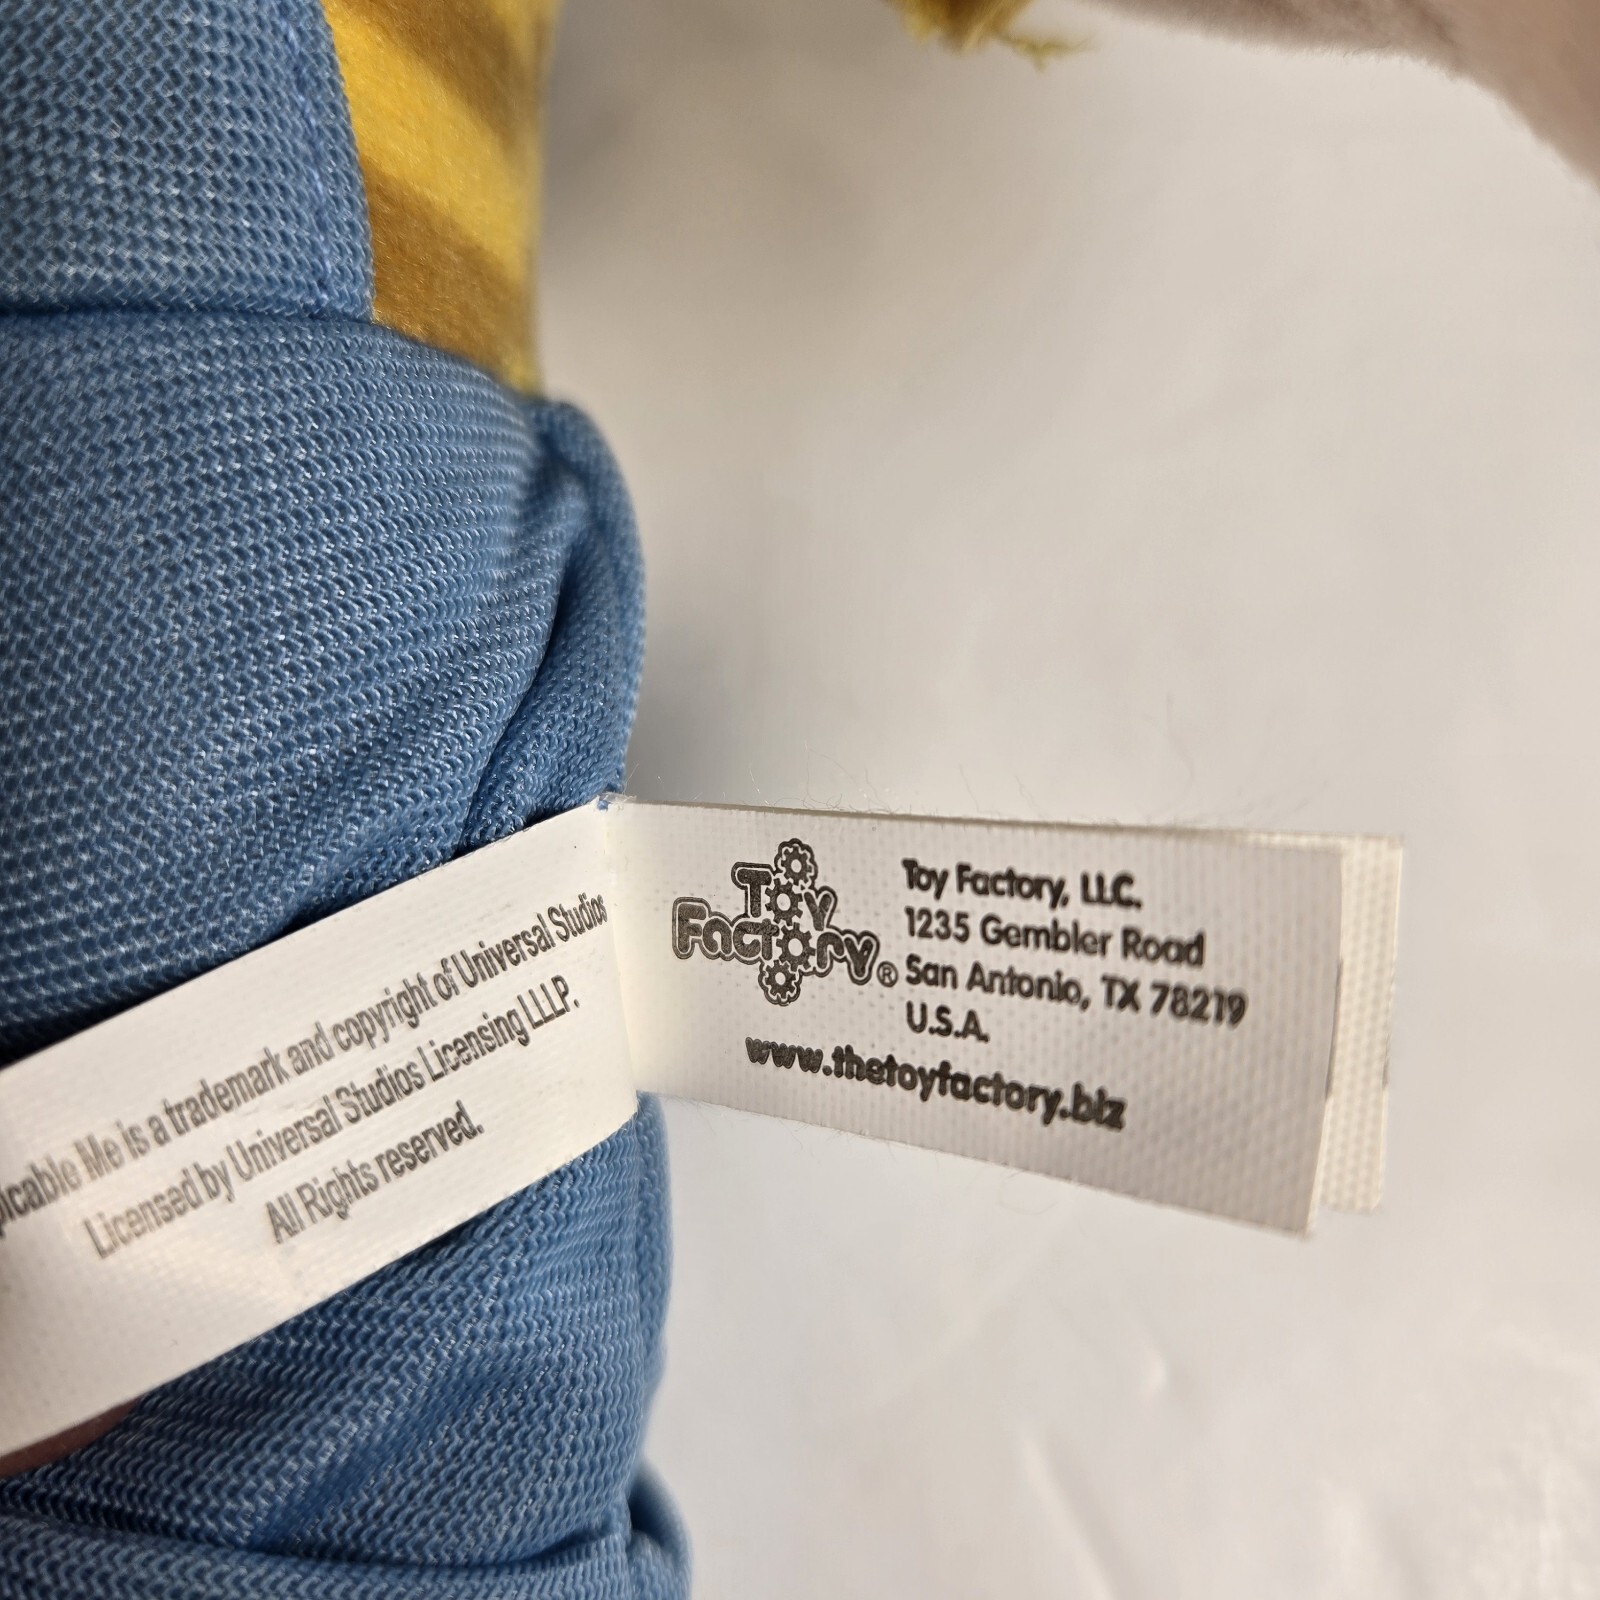 Me is a trademark and copyright of Universal Studios
Licensed by Universal Studios Licensing LLLP.
All Rights reserved.
Toy
Factory®
Toy Factory, LLC.
1235 Gembler Road
San Antonio, TX 78219
U.S.A.
www.thetoyfactory.biz